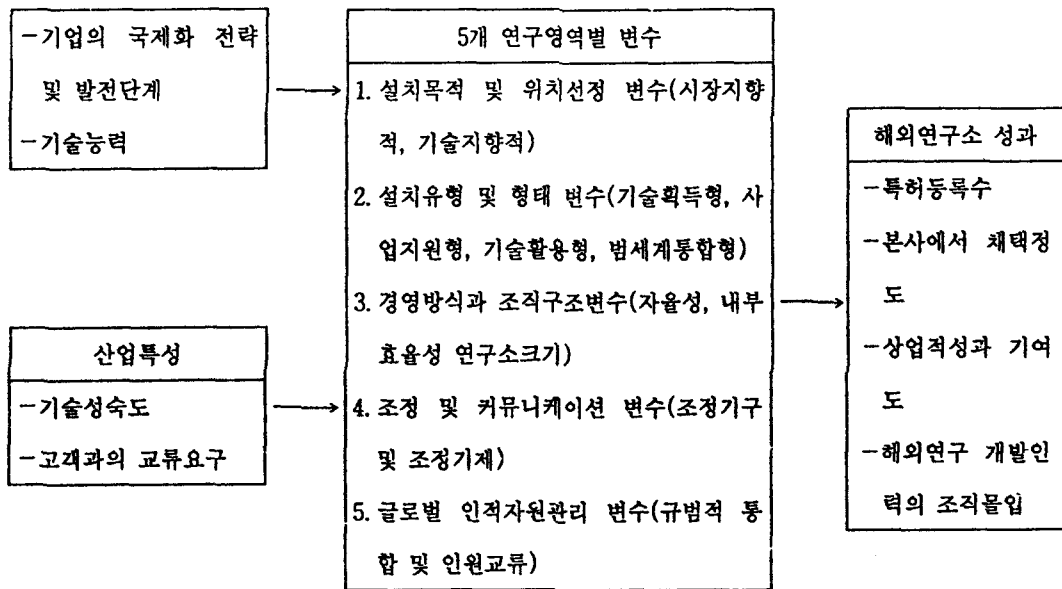 -기업의 국제화 전략
및 발전단계
-기술능력
산업특성
-기술성숙도
-고객과의 교류요구
5개 연구영역별 변수
1. 설치목적 및 위치선정 변수(시장지향
적, 기술지향적)
2. 설치유형 및 형태 변수(기술획득형, 사
업지원형, 기술활용형, 범세계통합형)
3. 경영방식과 조직구조변수(자율성, 내부
효율성 연구소크기)
4. 조정 및 커뮤니케이션 변수(조정기구
및 조정기제)
5. 글로벌 인적자원관리 변수(규범적 통
합 및 인원교류)
해외연구소 성과
-특허등록수
-본사에서 채택정
도
-상업적성과 기여
도
-해외연구 개발인
력의 조직몰입